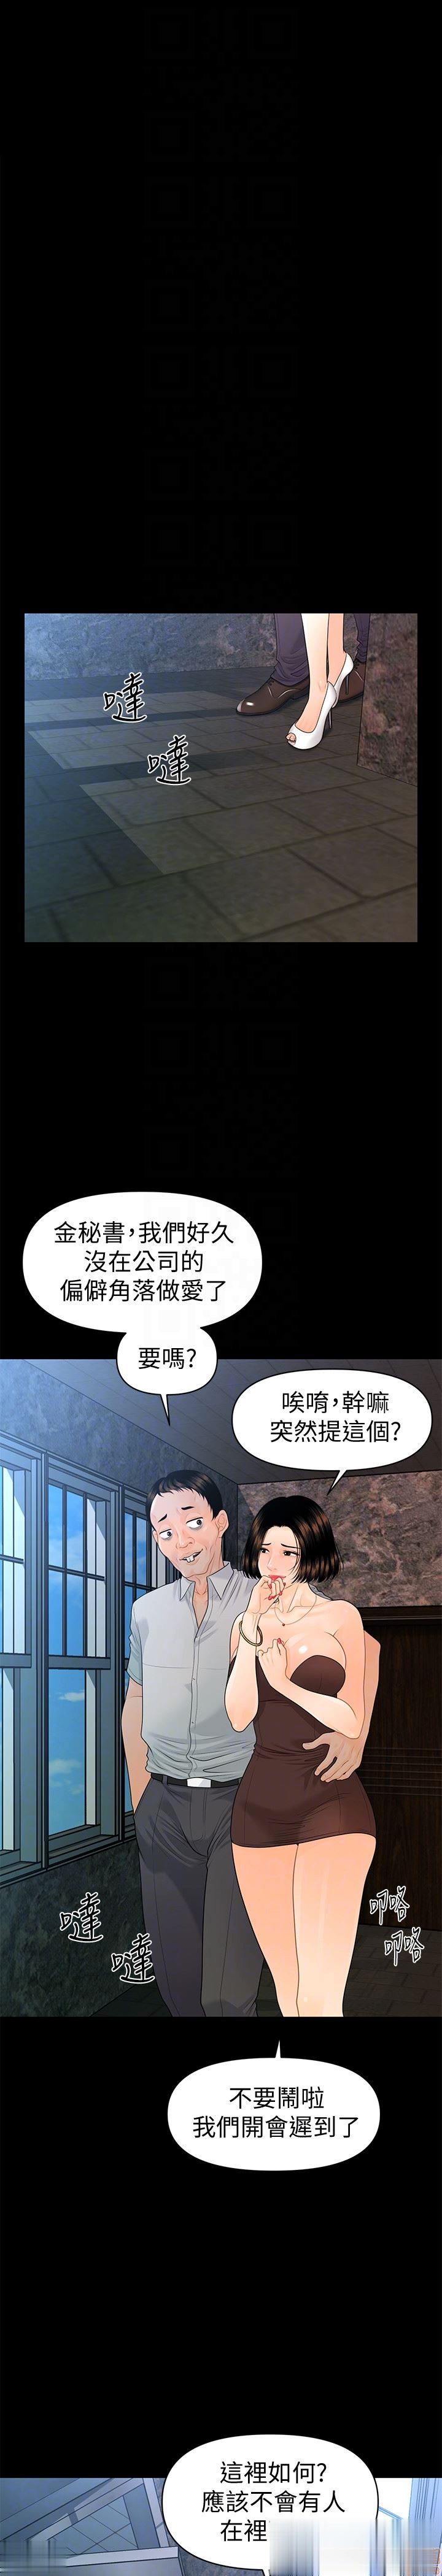 噠
噠
金秘書,我們好久
沒在公司的
偏僻角落做愛了
要嗎?
唉唷,幹嘛
突然提這個?
噠
噠
叩咯
叩咯
不要鬧啦
我們開會遲到了
這裡如何?
應該不會有人
在裡